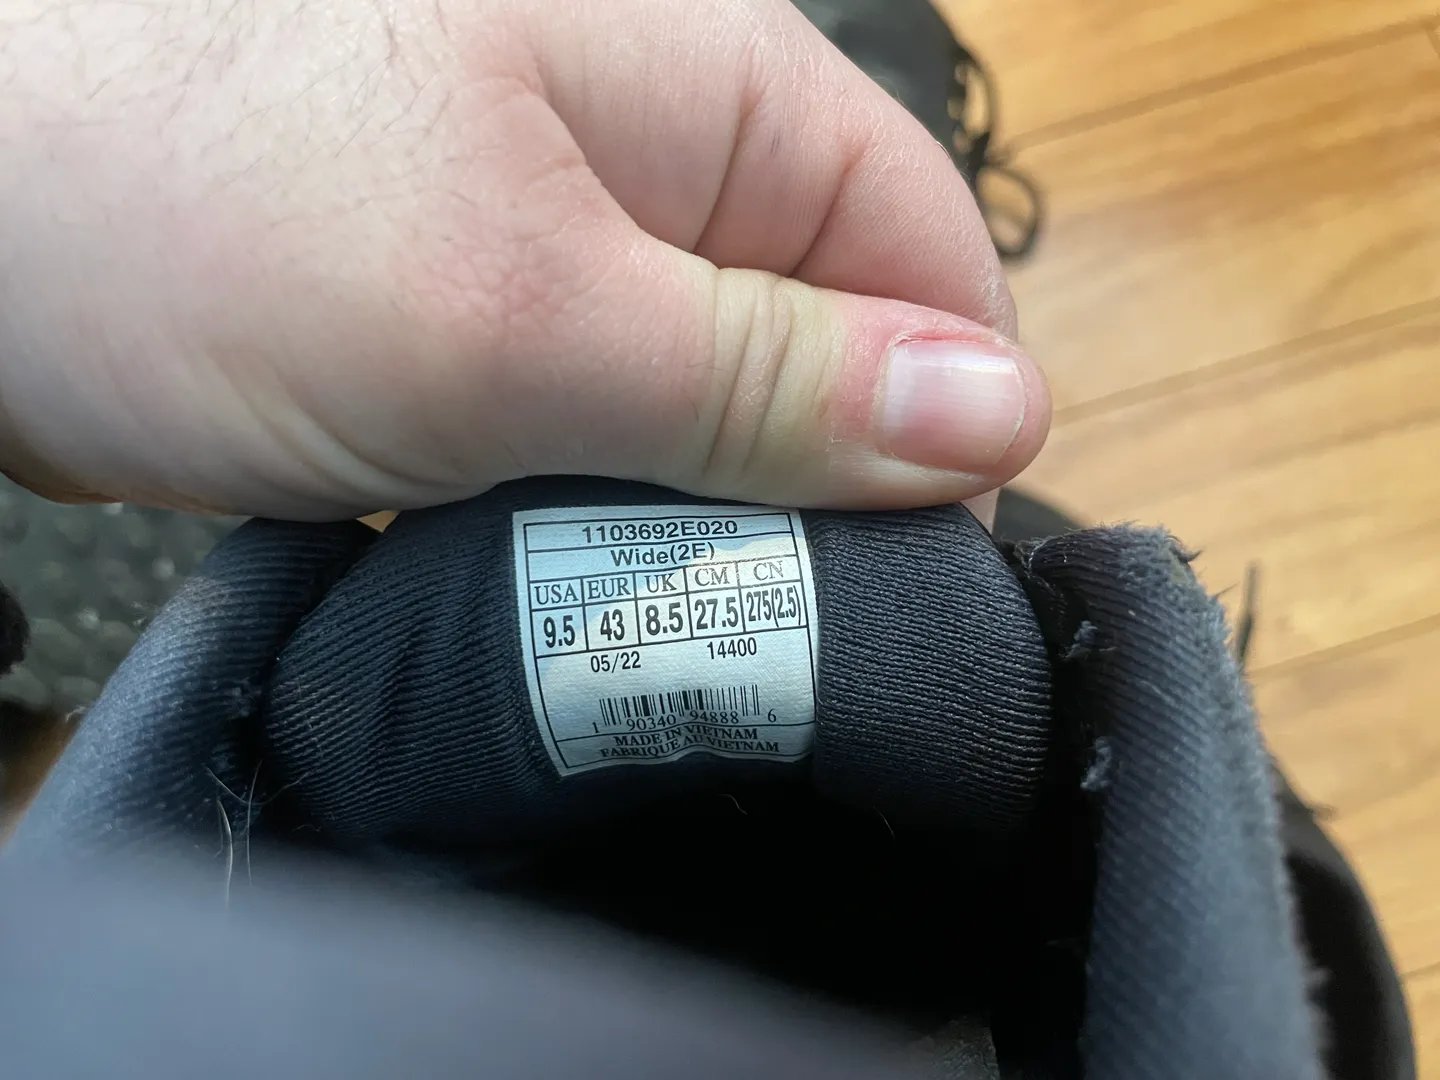 1103692E020
Wide(2E)
USA EUR UK CM CN
9.5 43 8.5 27.5 275(2.5)
05/22 14400
1 90340 94888 6
MADE IN VIETNAM
FABRIQUE AU VIETNAM